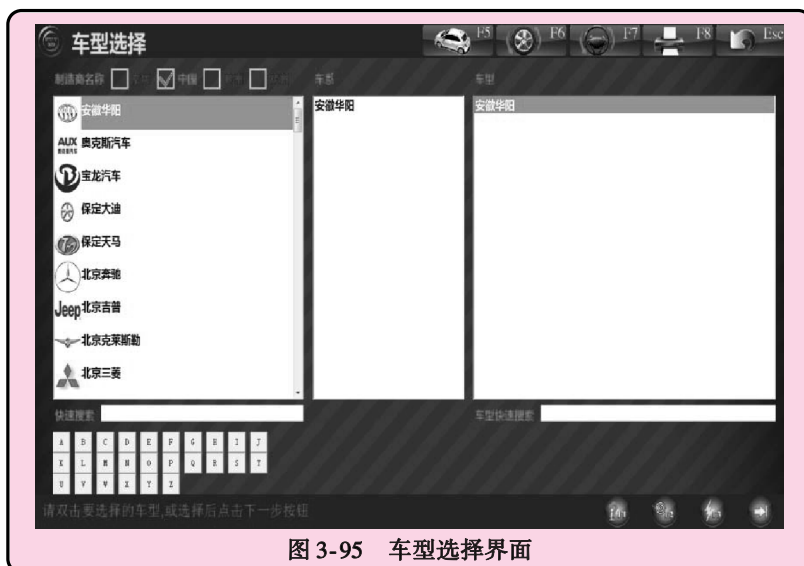 车型选择
F5 F6 F7 F8 Esc
制造商名称 中国 车系 车型
安徽华阳 安徽华阳 安徽华阳
AUX 奥克斯汽车
宝龙汽车
保定大迪
保定天马
北京奔驰
Jeep 北京吉普
北京克莱斯勒
北京三菱
快速搜索 车型快速搜索
A B C D E F G H I J
K L M N O P Q R S T
U V W X Y Z
请双击要选择的车型,或选择后点击下一步按钮
图 3-95 车型选择界面